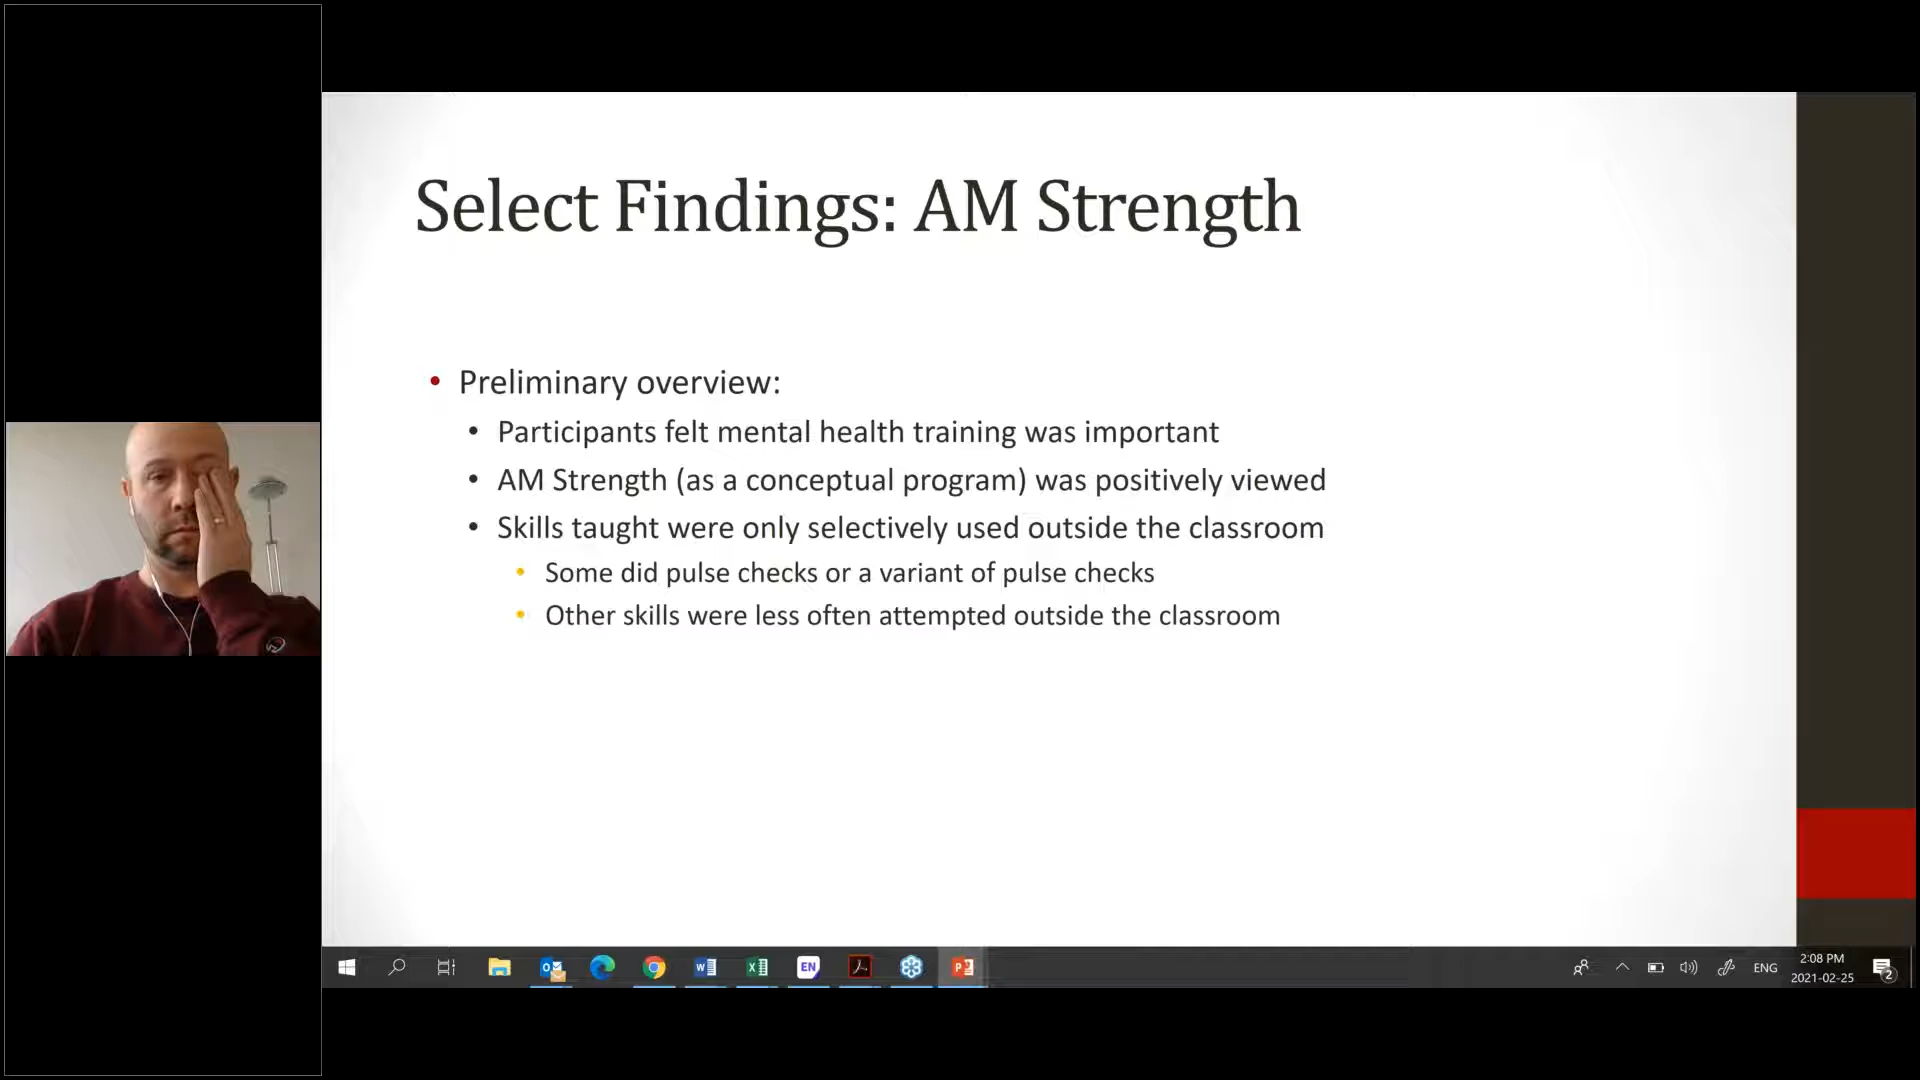 Select Findings: AM Strength
• Preliminary overview:
• Participants felt mental health training was important
• AM Strength (as a conceptual program) was positively viewed
• Skills taught were only selectively used outside the classroom
• Some did pulse checks or a variant of pulse checks
• Other skills were less often attempted outside the classroom
EN
ENG
2:08 PM
2021-02-25
2